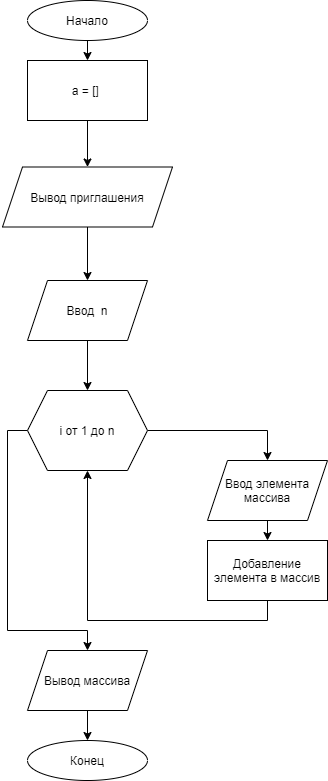 Начало
a = []
Вывод приглашения
Ввод n
i от 1 до n
Ввод элемента
массива
Добавление
элемента в массив
Вывод массива
Конец